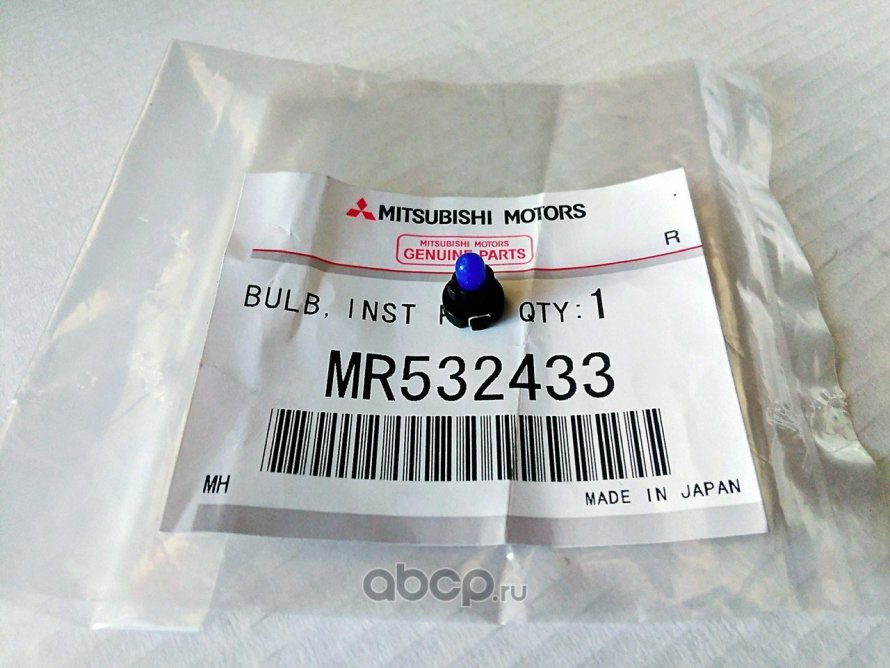 MITSUBISHI MOTORS
R
MITSUBISHI MOTORS
GENUINE PARTS
BULB, INST QTY: 1
MR532433
MH
MADE IN JAPAN
abcp.ru